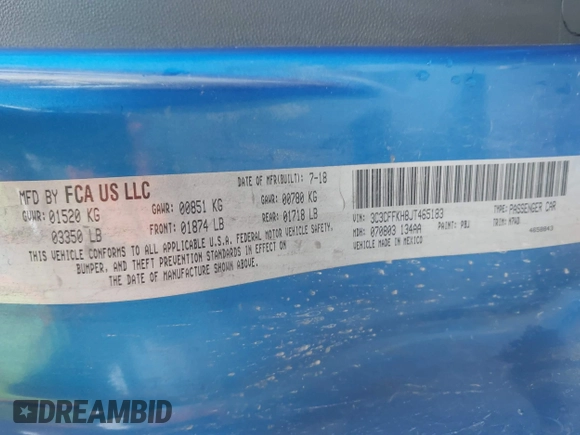 MFD BY FCA US LLC
DATE OF MFR(BUILT): 7-18
GVWR: 01520 KG
GAWR: 00851 KG
GAWR: 00780 KG
03350 LB
FRONT: 01874 LB
REAR: 01718 LB
THIS VEHICLE CONFORMS TO ALL APPLICABLE U.S.A. FEDERAL MOTOR VEHICLE SAFETY,
BUMPER, AND THEFT PREVENTION STANDARDS IN EFFECT ON
THE DATE OF MANUFACTURE SHOWN ABOVE.
VIN: 3C3CFFKH8JT465183
TYPE: PASSENGER CAR
MDH: 070803 134AA
PAINT: PBJ
VEHICLE MADE IN MEXICO
DREAMBID